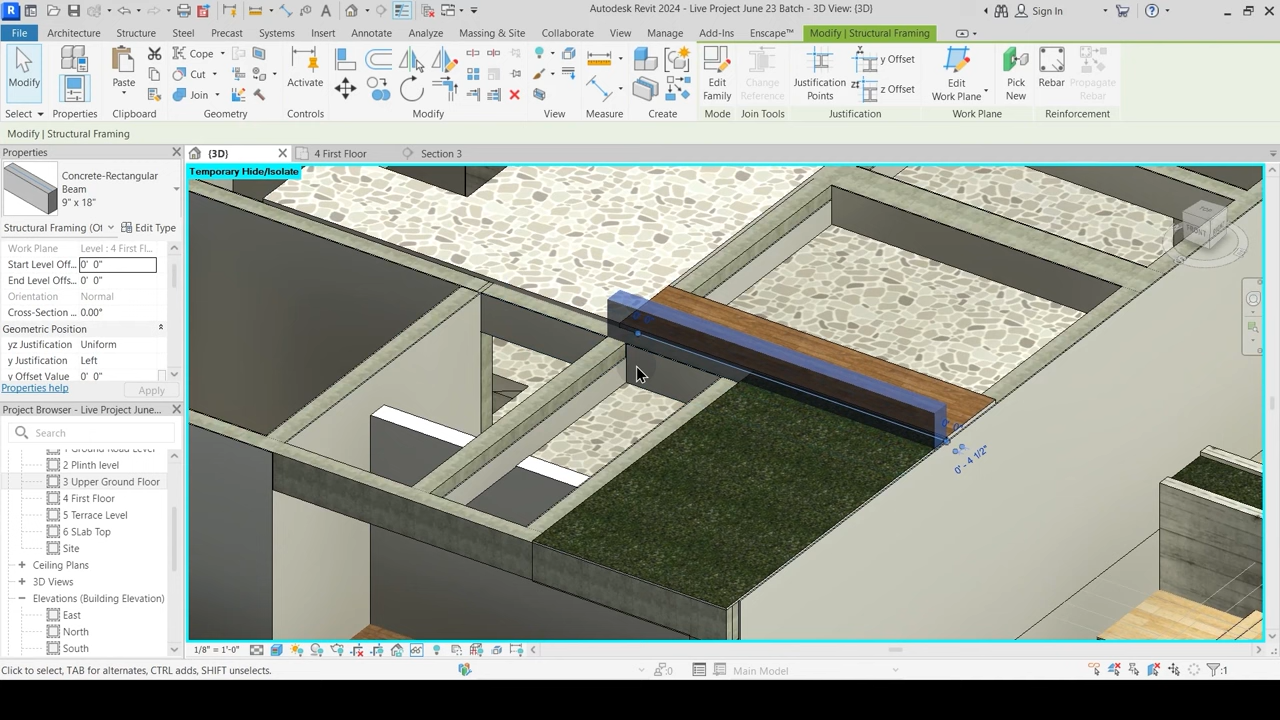 Autodesk Revit 2024 - Live Project June 23 Batch - 3D View: {3D}
Sign In
File Architecture Structure Steel Precast Systems Insert Annotate Analyze Massing & Site Collaborate View Manage Add-Ins Enscape™ Modify | Structural Framing
Modify
Properties
Paste
Cope
Cut
Join
Activate
Edit Family
Change Reference
Justification Points
y Offset
z Offset
Edit Work Plane
Pick New
Rebar
Propagate Rebar
Select Properties Clipboard Geometry Controls Modify View Measure Create Mode Join Tools Justification Work Plane Reinforcement
Modify | Structural Framing
Properties
{3D}
4 First Floor
Section 3
Temporary Hide/Isolate
Concrete-Rectangular
Beam
9" x 18"
Structural Framing (Ot
Edit Type
Work Plane Level : 4 First Fl...
Start Level Off... 0' 0"
End Level Offs... 0' 0"
Orientation Normal
Cross-Section ... 0.00°
Geometric Position
yz Justification Uniform
y Justification Left
y Offset Value 0' 0"
Properties help
Apply
Project Browser - Live Project June...
Search
1 Ground Road Level
2 Plinth level
3 Upper Ground Floor
4 First Floor
5 Terrace Level
6 SLab Top
Site
Ceiling Plans
3D Views
Elevations (Building Elevation)
East
North
South
TOP
FRONT
0' - 4 1/2"
1/8" = 1'-0"
Click to select, TAB for alternates, CTRL adds, SHIFT unselects.
:0
Main Model
:1